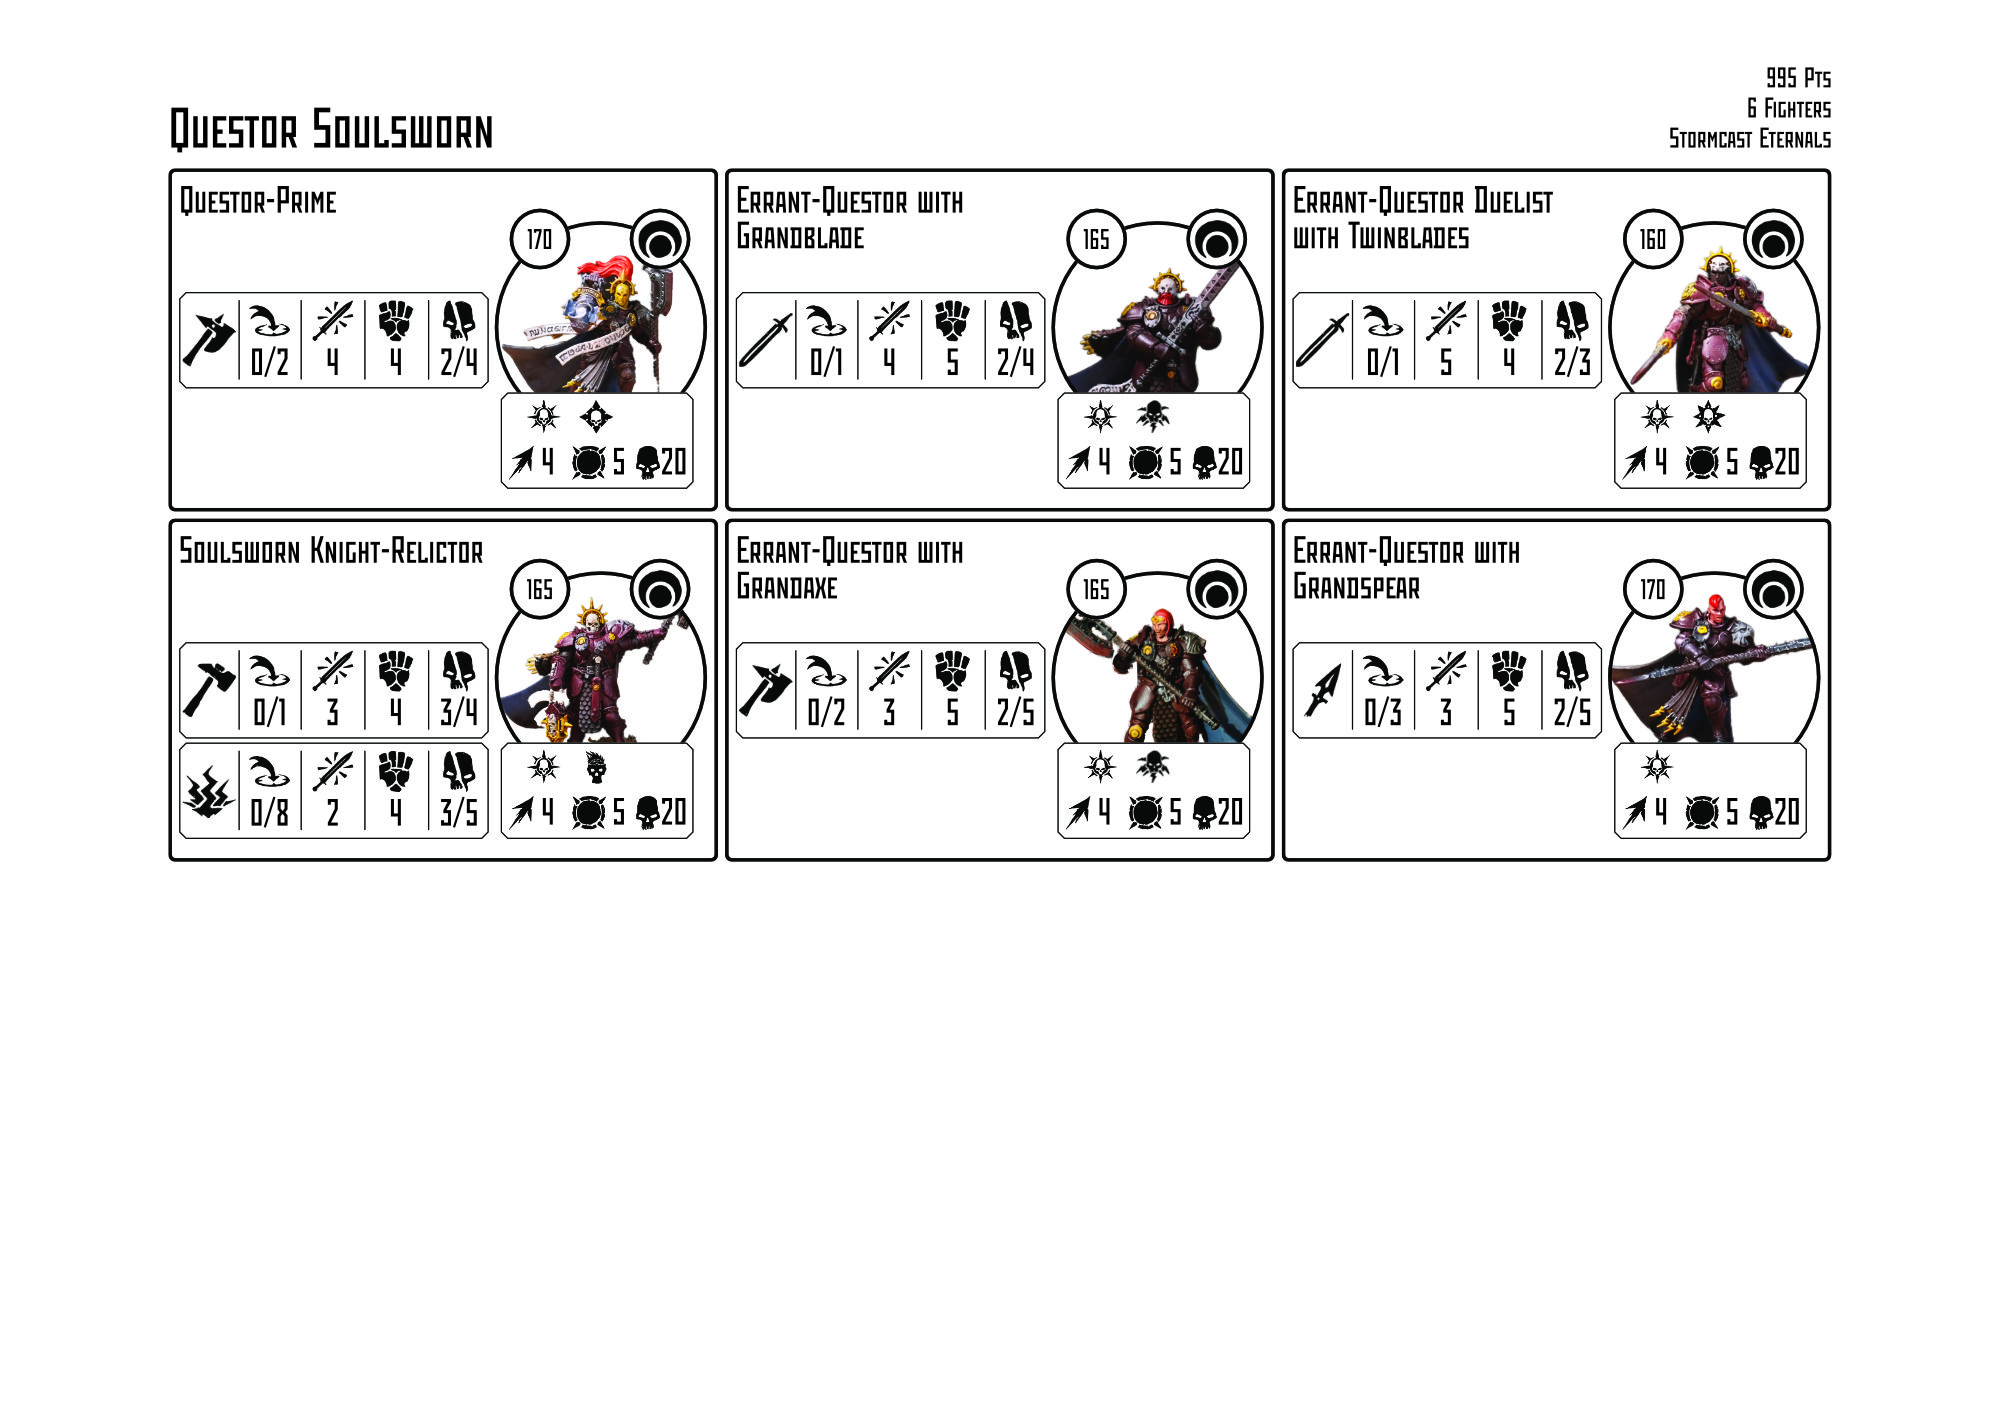 995 Pts
6 Fighters
Stormcast Eternals
Questor Soulsworn
Questor-Prime
170
0/2 4 4 2/4
4 5 20
Errant-Questor with
Grandblade
165
0/1 4 5 2/4
4 5 20
Errant-Questor Duelist
with Twinblades
160
0/1 5 4 2/3
4 5 20
Soulsworn Knight-Relictor
165
0/1 3 4 3/4
0/8 2 4 3/5
4 5 20
Errant-Questor with
Grandaxe
165
0/2 3 5 2/5
4 5 20
Errant-Questor with
Grandspear
170
0/3 3 5 2/5
4 5 20